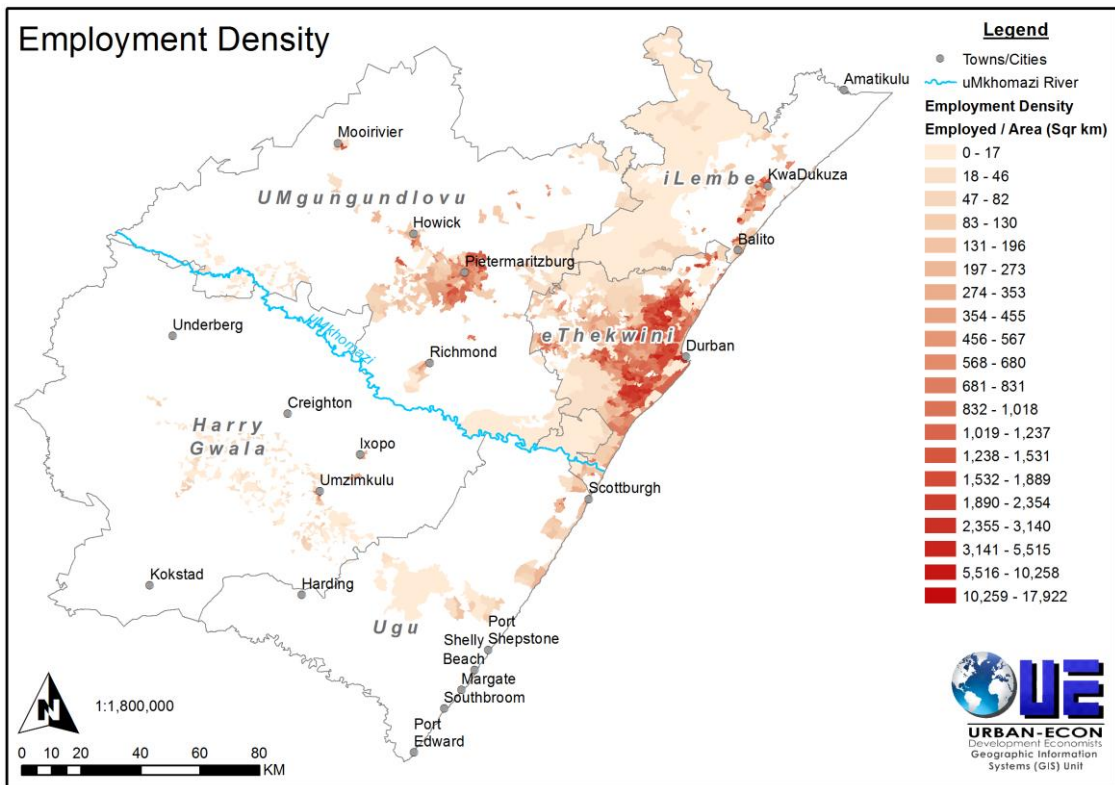 Employment Density
Legend
Towns/Cities
uMkhomazi River
Employment Density
Employed / Area (Sqr km)
0 - 17
18 - 46
47 - 82
83 - 130
131 - 196
197 - 273
274 - 353
354 - 455
456 - 567
568 - 680
681 - 831
832 - 1,018
1,019 - 1,237
1,238 - 1,531
1,532 - 1,889
1,890 - 2,354
2,355 - 3,140
3,141 - 5,515
5,516 - 10,258
10,259 - 17,922
Amatikulu
Mooirivier
iLembe
KwaDukuza
UMgungundlovu
Howick
Balito
Pietermaritzburg
Underberg
uMkhomazi
eThekwini
Durban
Richmond
Creighton
Harry
Gwala
Ixopo
Umzimkulu
Scottburgh
Kokstad
Harding
Ugu
Port
Shepstone
Shelly
Beach
Margate
Southbroom
Port
Edward
N
1:1,800,000
0 10 20 40 60 80
KM
UE
URBAN-ECON
Development Economists
Geographic Information
Systems (GIS) Unit